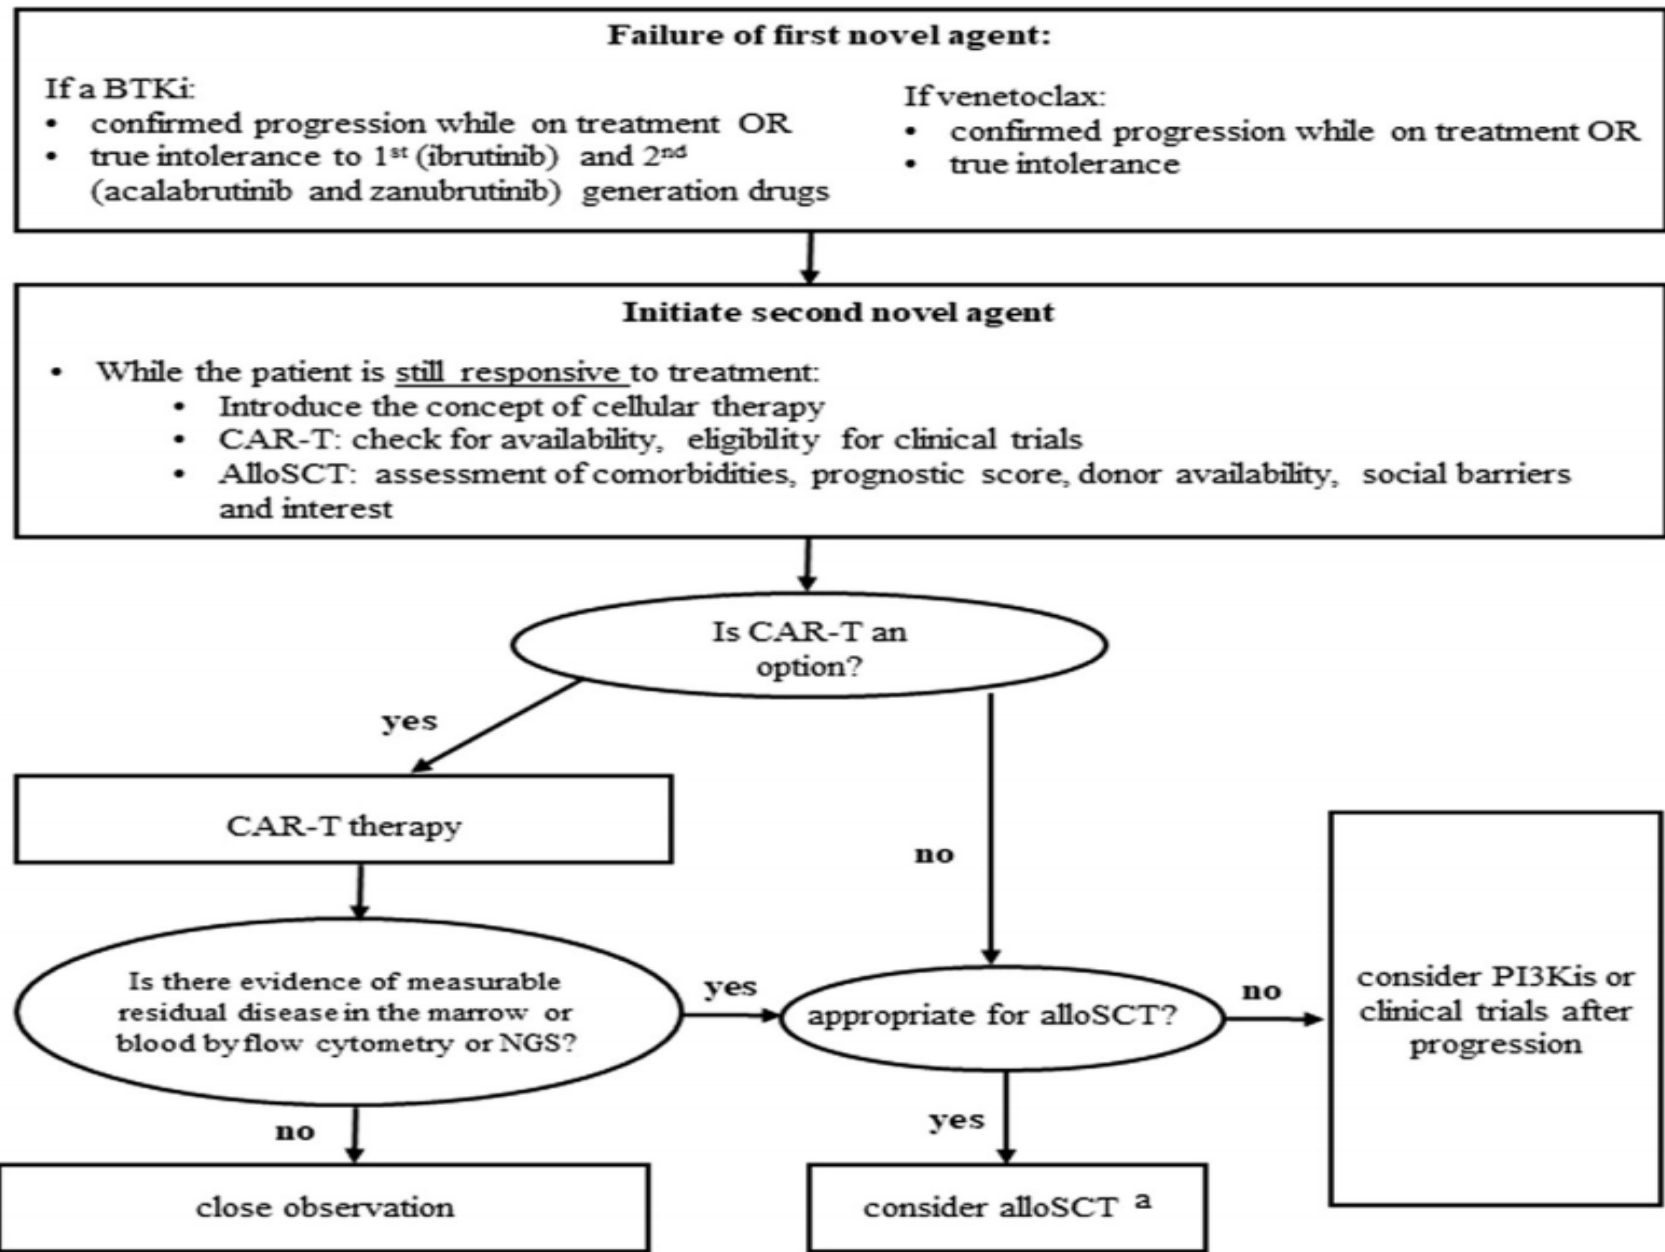 Failure of first novel agent:
If a BTKi:
• confirmed progression while on treatment OR
• true intolerance to 1st (ibrutinib) and 2nd
(acalabrutinib and zanubrutinib) generation drugs
If venetoclax:
• confirmed progression while on treatment OR
• true intolerance
Initiate second novel agent
• While the patient is still responsive to treatment:
• Introduce the concept of cellular therapy
• CAR-T: check for availability, eligibility for clinical trials
• AlloSCT: assessment of comorbidities, prognostic score, donor availability, social barriers
and interest
Is CAR-T an
option?
yes
no
CAR-T therapy
Is there evidence of measurable
residual disease in the marrow or
blood by flow cytometry or NGS?
yes
no
close observation
appropriate for alloSCT?
no
yes
consider alloSCT a
consider PI3Kis or
clinical trials after
progression